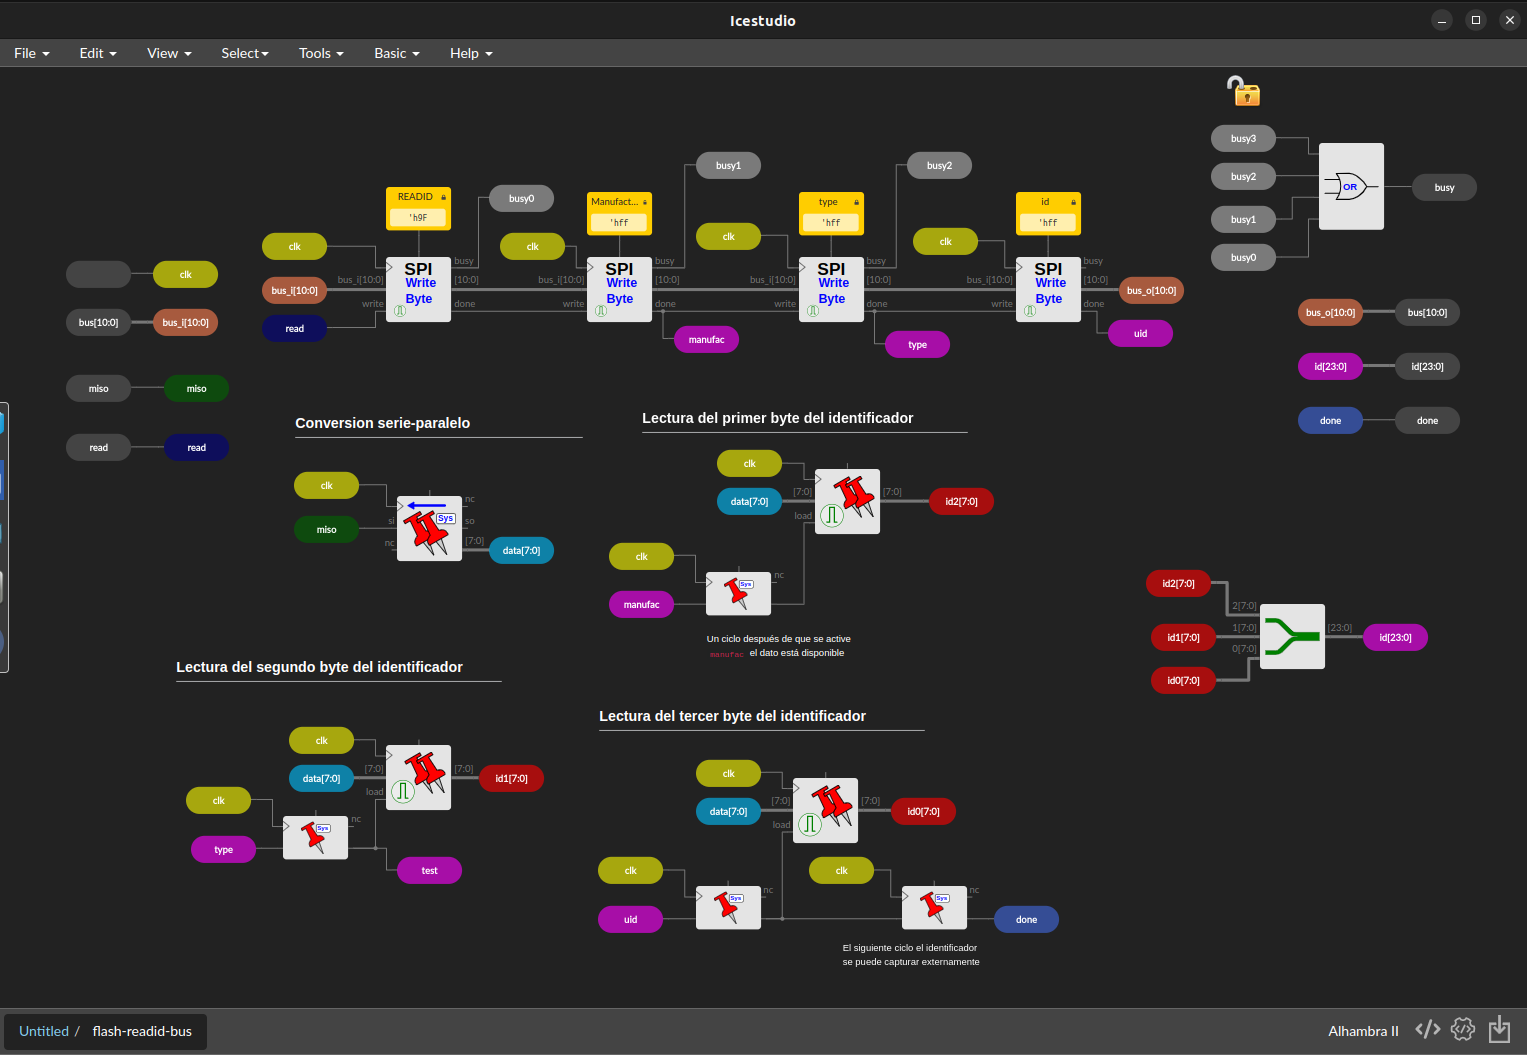 Icestudio
File Edit View Select Tools Basic Help
busy3
busy2
busy1
busy0
OR
busy
busy1
busy2
READID
'h9F
busy0
Manufact...
'hff
type
'hff
id
'hff
clk
clk
clk
clk
clk
bus_i[10:0]
write
SPI
Write
Byte
busy
[10:0]
done
bus_i[10:0]
write
SPI
Write
Byte
busy
[10:0]
done
bus_i[10:0]
write
SPI
Write
Byte
busy
[10:0]
done
bus_i[10:0]
write
SPI
Write
Byte
busy
[10:0]
done
bus_i[10:0]
bus_o[10:0]
bus[10:0] bus_i[10:0]
read
manufac
type
uid
bus_o[10:0] bus[10:0]
id[23:0] id[23:0]
done done
miso miso
read read
Conversion serie-paralelo
clk
miso
si
nc
Sys
nc
so
[7:0]
data[7:0]
Lectura del primer byte del identificador
clk
data[7:0]
[7:0]
load
[7:0]
id2[7:0]
clk
manufac
Sys
nc
Un ciclo después de que se active
manufac el dato está disponible
id2[7:0]
id1[7:0]
id0[7:0]
2[7:0]
1[7:0]
0[7:0]
[23:0]
id[23:0]
Lectura del segundo byte del identificador
clk
data[7:0]
[7:0]
load
[7:0]
id1[7:0]
clk
type
Sys
nc
test
Lectura del tercer byte del identificador
clk
data[7:0]
[7:0]
load
[7:0]
id0[7:0]
clk
uid
Sys
nc
clk
Sys
nc
done
El siguiente ciclo el identificador
se puede capturar externamente
Untitled / flash-readid-bus
Alhambra II